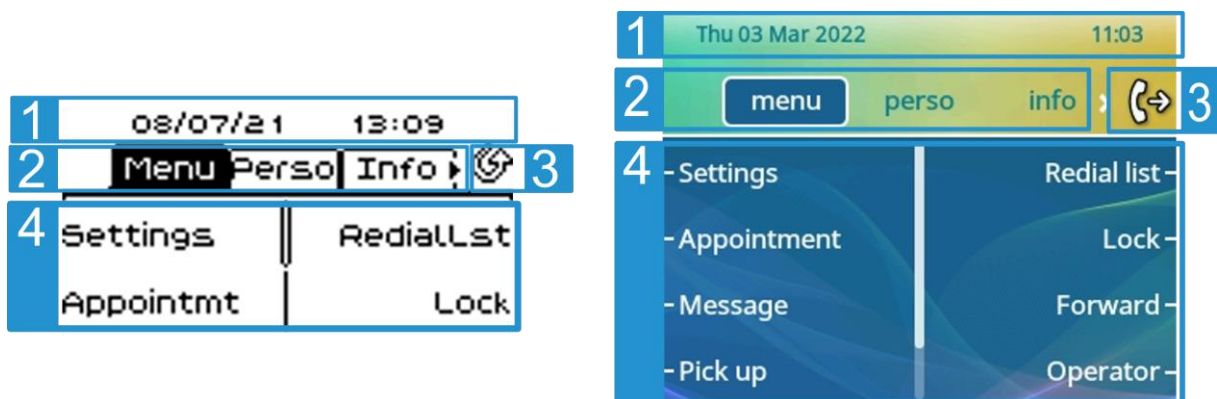 1 08/07/21 13:09
2 Menu Perso Info 3
4 Settings RedialLst
Appointmt Lock
1 Thu 03 Mar 2022 11:03
2 menu perso info 3
4 Settings Redial list
Appointment Lock
Message Forward
Pick up Operator